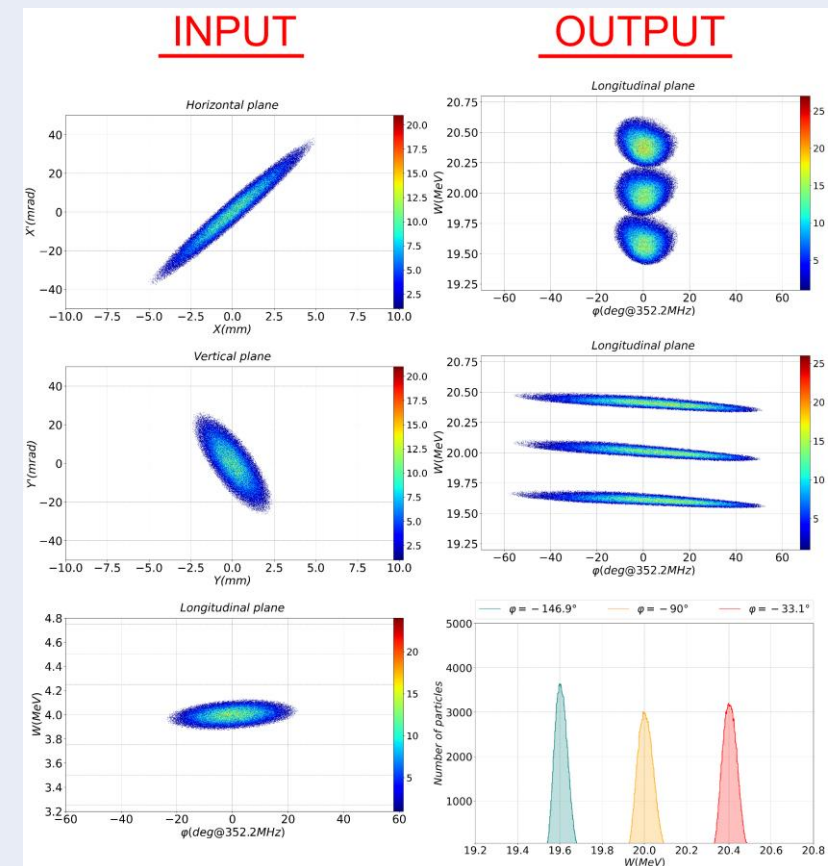 INPUT
OUTPUT
Horizontal plane
X'(mrad)
40
20
0
−20
−40
−10.0 −7.5 −5.0 −2.5 0.0 2.5 5.0 7.5 10.0
X(mm)
20.0
17.5
15.0
12.5
10.0
7.5
5.0
2.5
Longitudinal plane
W(MeV)
20.75
20.50
20.25
20.00
19.75
19.50
19.25
−60 −40 −20 0 20 40 60
φ(deg@352.2MHz)
25
20
15
10
5
Vertical plane
Y'(mrad)
40
20
0
−20
−40
−10.0 −7.5 −5.0 −2.5 0.0 2.5 5.0 7.5 10.0
Y(mm)
20.0
17.5
15.0
12.5
10.0
7.5
5.0
2.5
Longitudinal plane
W(MeV)
20.75
20.50
20.25
20.00
19.75
19.50
19.25
−60 −40 −20 0 20 40 60
φ(deg@352.2MHz)
25
20
15
10
5
Longitudinal plane
W(MeV)
4.8
4.6
4.4
4.2
4.0
3.8
3.6
3.4
3.2
−60 −40 −20 0 20 40 60
φ(deg@352.2MHz)
20
15
10
5
φ = −146.9° φ = −90° φ = −33.1°
Number of particles
5000
4000
3000
2000
1000
19.2 19.4 19.6 19.8 20.0 20.2 20.4 20.6 20.8
W(MeV)